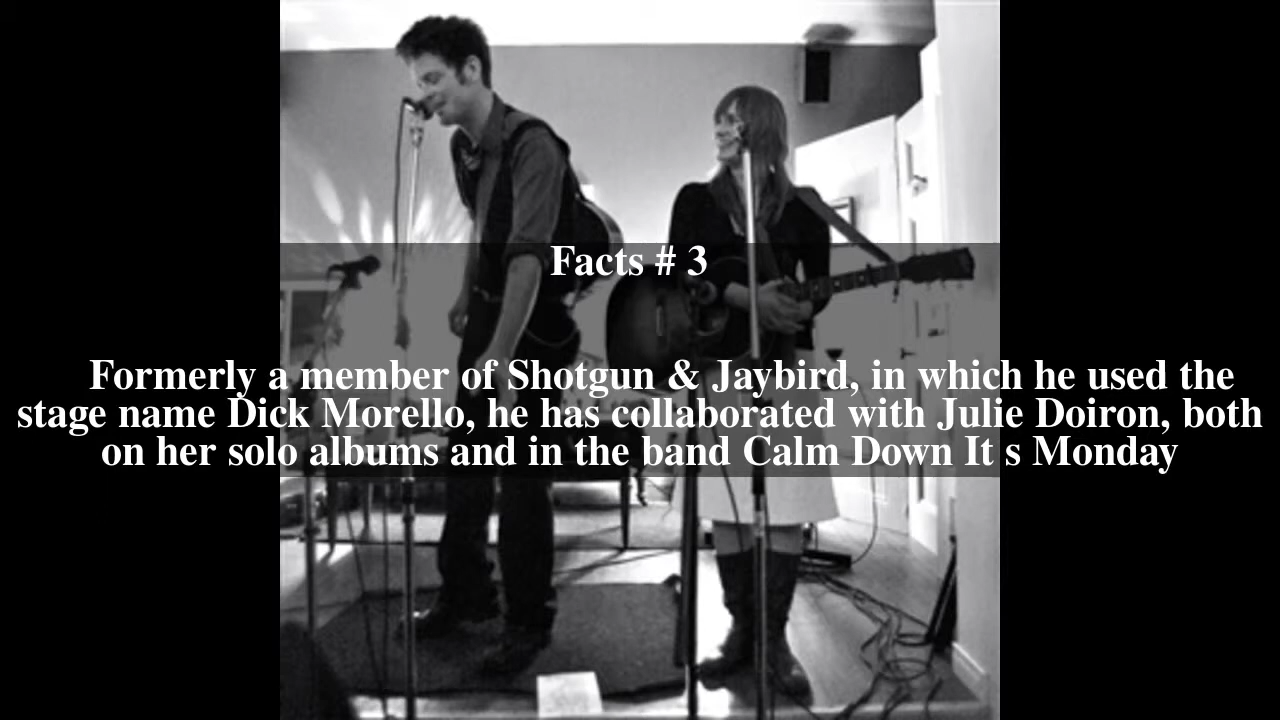 Facts # 3
Formerly a member of Shotgun & Jaybird, in which he used the
stage name Dick Morello, he has collaborated with Julie Doiron, both
on her solo albums and in the band Calm Down It s Monday